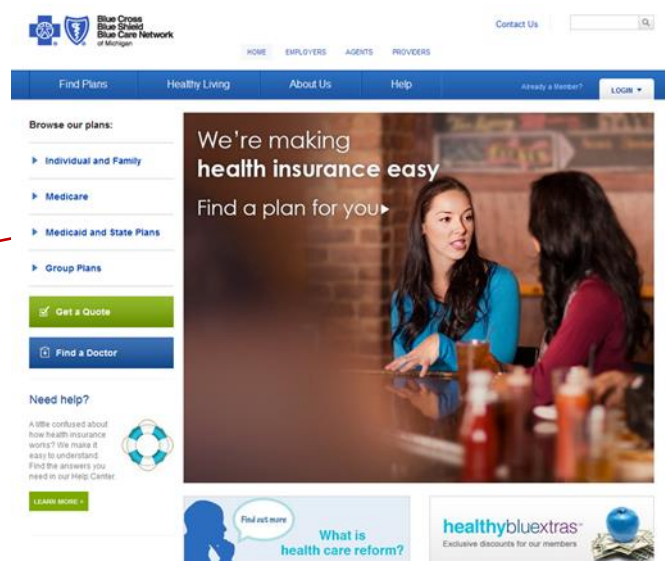 Blue Cross
Blue Shield
Blue Care Network
of Michigan
Contact Us
HOME EMPLOYERS AGENTS PROVIDERS
Find Plans Healthy Living About Us Help Already a Member? LOGIN
Browse our plans:
Individual and Family
Medicare
Medicaid and State Plans
Group Plans
Get a Quote
Find a Doctor
Need help?
A little confused about
how health insurance
works? We make it
easy to understand.
Find the answers you
need in our Help Center.
LEARN MORE »
We're making
health insurance easy
Find a plan for you
Find out more
What is
health care reform?
healthybluextras℠
Exclusive discounts for our members